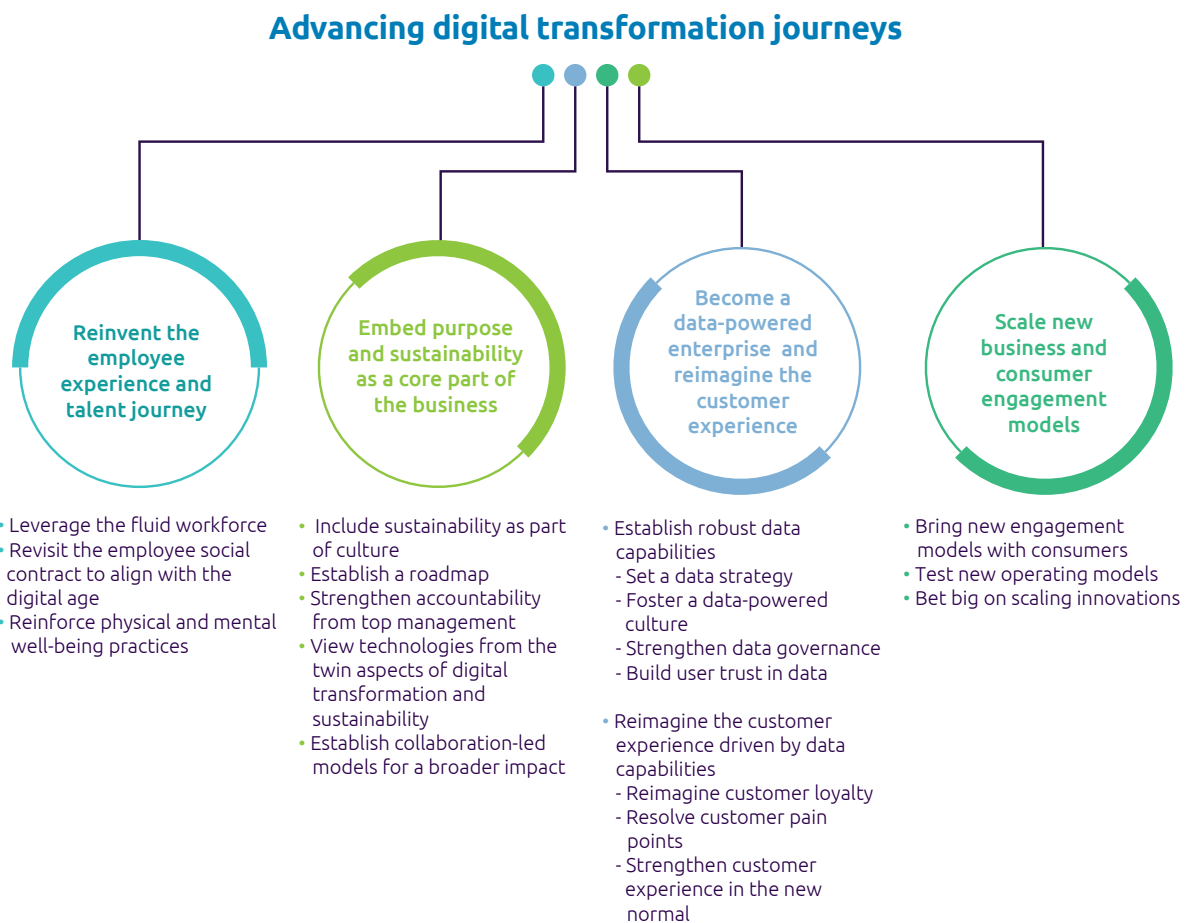 Advancing digital transformation journeys
Reinvent the
employee
experience and
talent journey
• Leverage the fluid workforce
• Revisit the employee social
contract to align with the
digital age
• Reinforce physical and mental
well-being practices
Embed purpose
and sustainability
as a core part of
the business
• Include sustainability as part
of culture
• Establish a roadmap
• Strengthen accountability
from top management
• View technologies from the
twin aspects of digital
transformation and
sustainability
• Establish collaboration-led
models for a broader impact
Become a
data-powered
enterprise and
reimagine the
customer
experience
• Establish robust data
capabilities
- Set a data strategy
- Foster a data-powered
culture
- Strengthen data governance
- Build user trust in data
• Reimagine the customer
experience driven by data
capabilities
- Reimagine customer loyalty
- Resolve customer pain
points
- Strengthen customer
experience in the new
normal
Scale new
business and
consumer
engagement
models
• Bring new engagement
models with consumers
• Test new operating models
• Bet big on scaling innovations